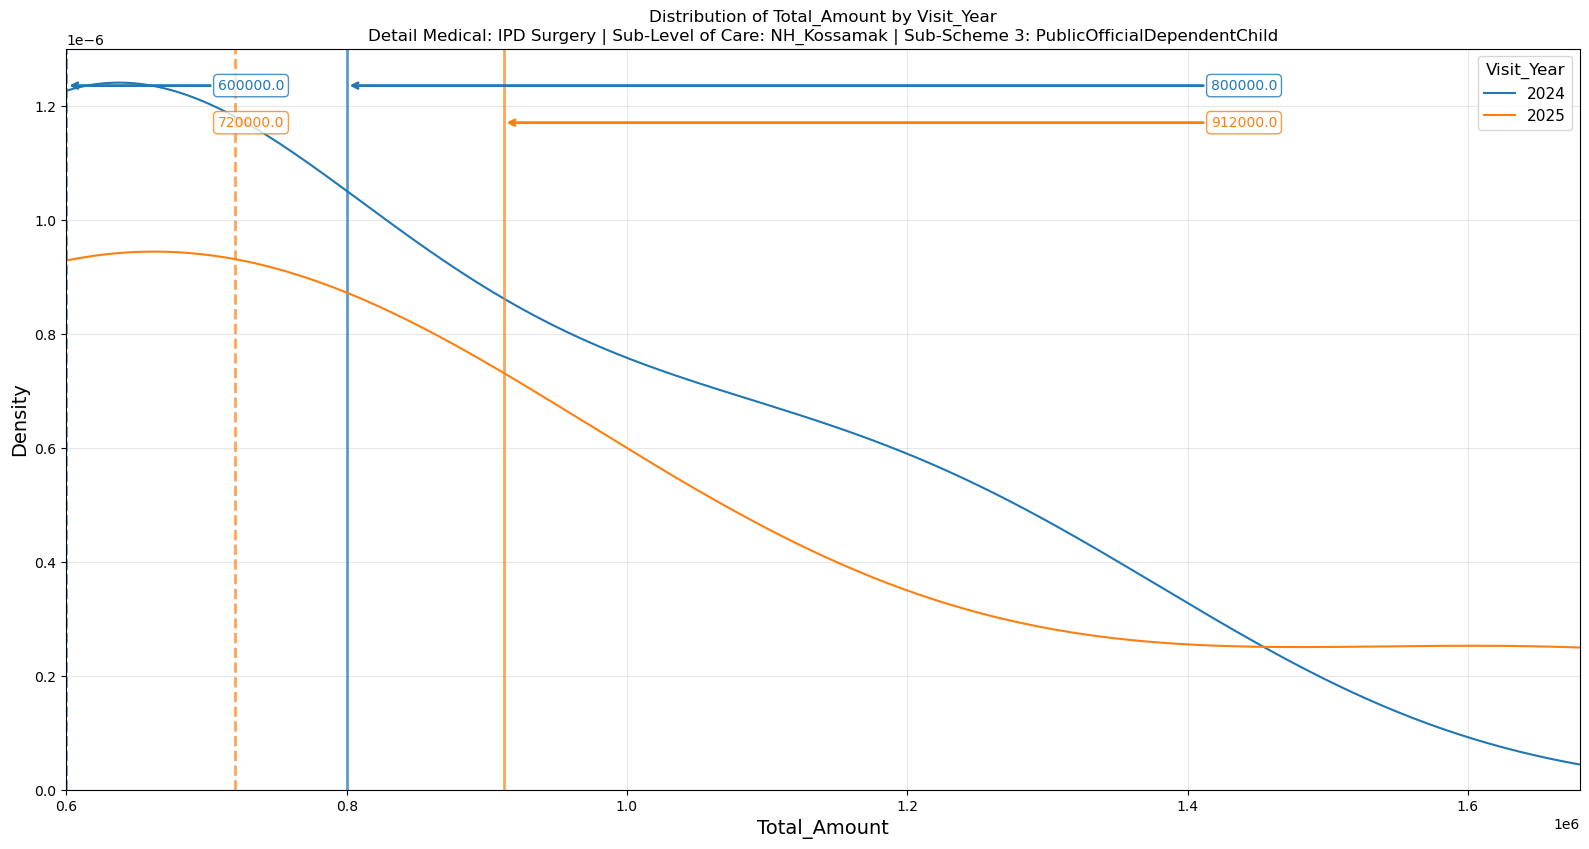 Distribution of Total_Amount by Visit_Year
Detail Medical: IPD Surgery | Sub-Level of Care: NH_Kossamak | Sub-Scheme 3: PublicOfficialDependentChild
1e−6
600000.0
800000.0
720000.0
912000.0
Visit_Year
2024
2025
1.2
1.0
0.8
0.6
0.4
0.2
0.0
Density
0.6
0.8
1.0
1.2
1.4
1.6
1e6
Total_Amount